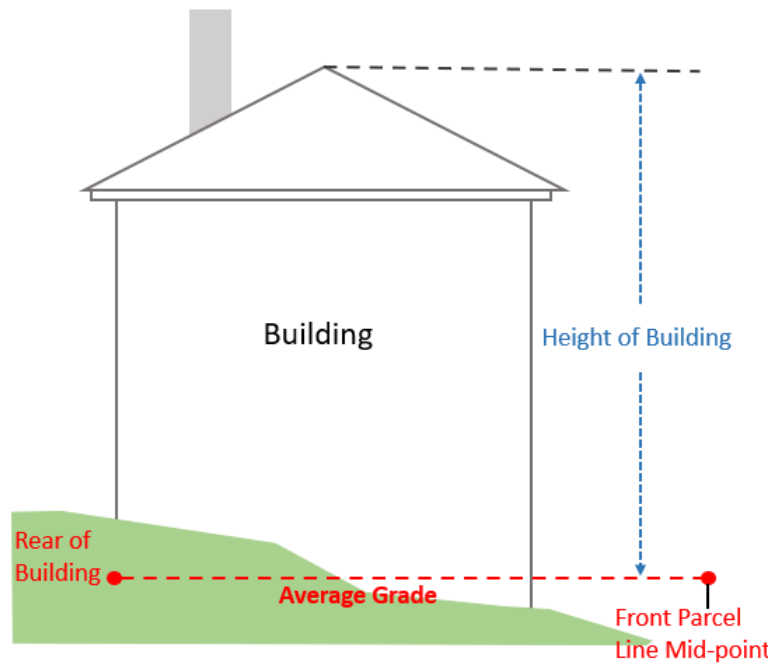 Building
Height of Building
Rear of
Building
Average Grade
Front Parcel
Line Mid-point